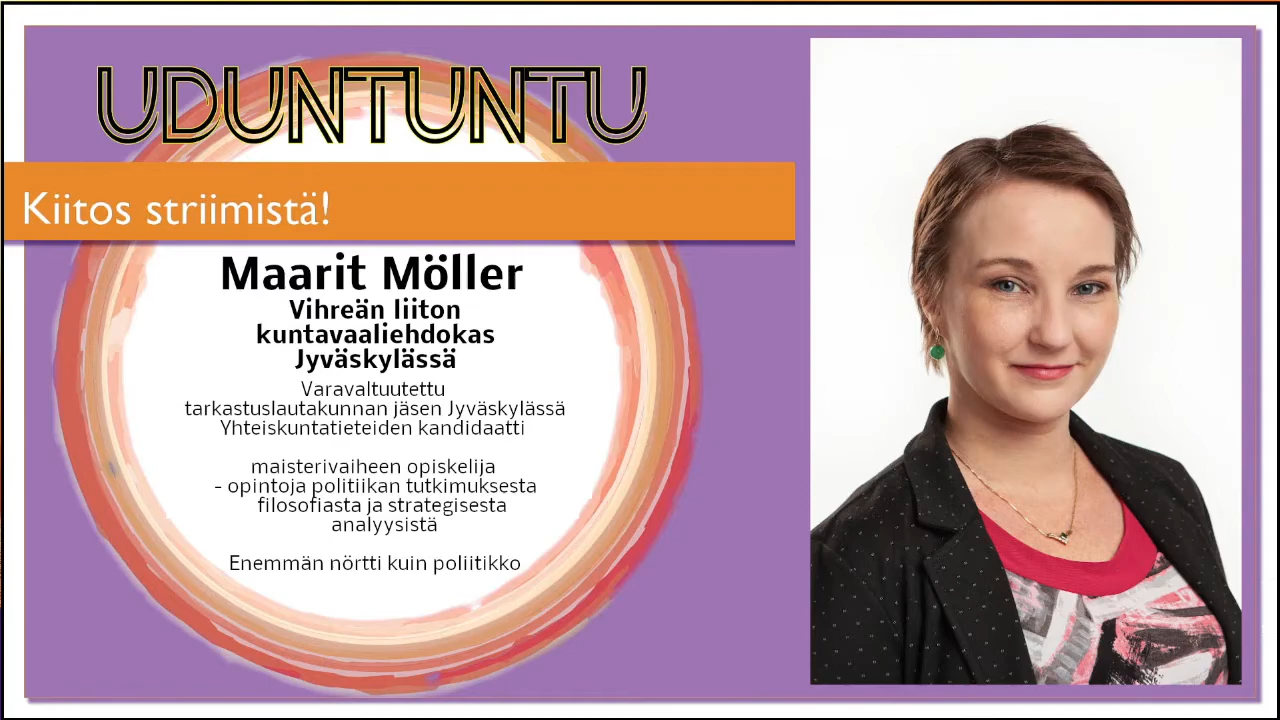 UDUNTUNTU
Kiitos striimistä!
Maarit Möller
Vihreän liiton
kuntavaaliehdokas
Jyväskylässä
Varavaltuutettu
tarkastuslautakunnan jäsen Jyväskylässä
Yhteiskuntatieteiden kandidaatti
maisterivaiheen opiskelija
- opintoja politiikan tutkimuksesta
filosofiasta ja strategisesta
analyysistä
Enemmän nörtti kuin poliitikko